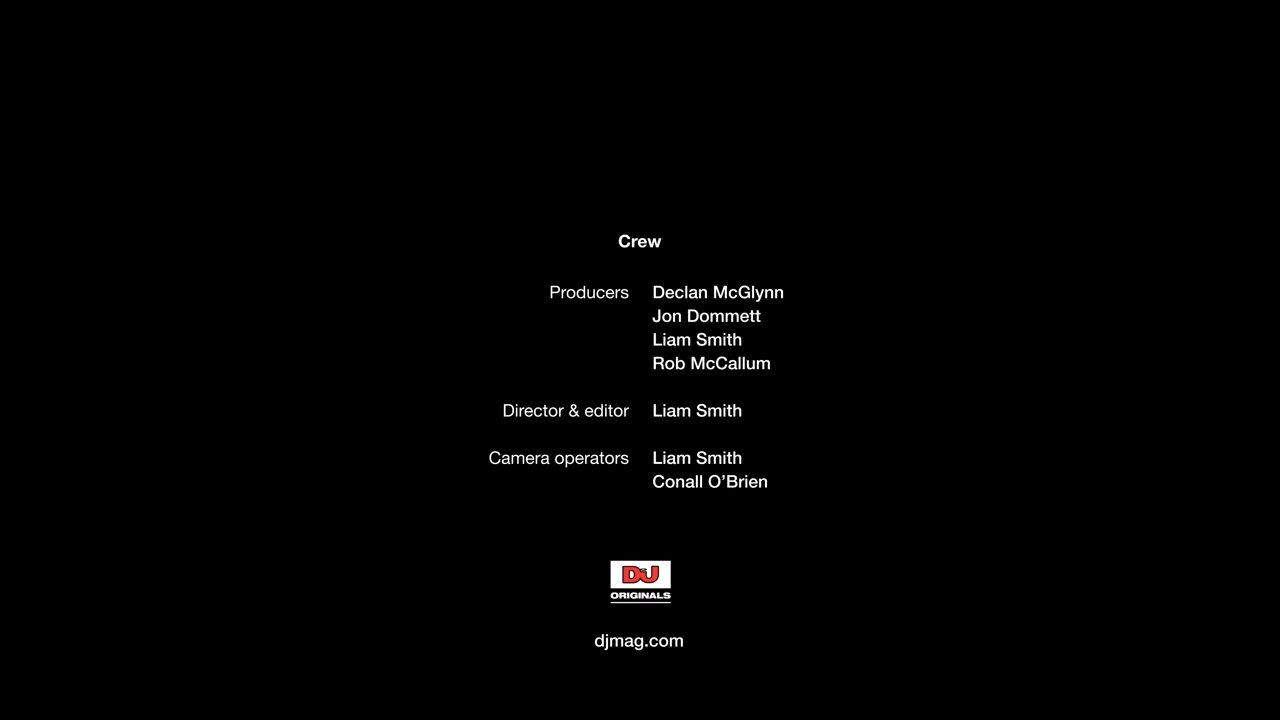 Crew
Producers Declan McGlynn
Jon Dommett
Liam Smith
Rob McCallum
Director & editor Liam Smith
Camera operators Liam Smith
Conall O’Brien
DJ
ORIGINALS
djmag.com